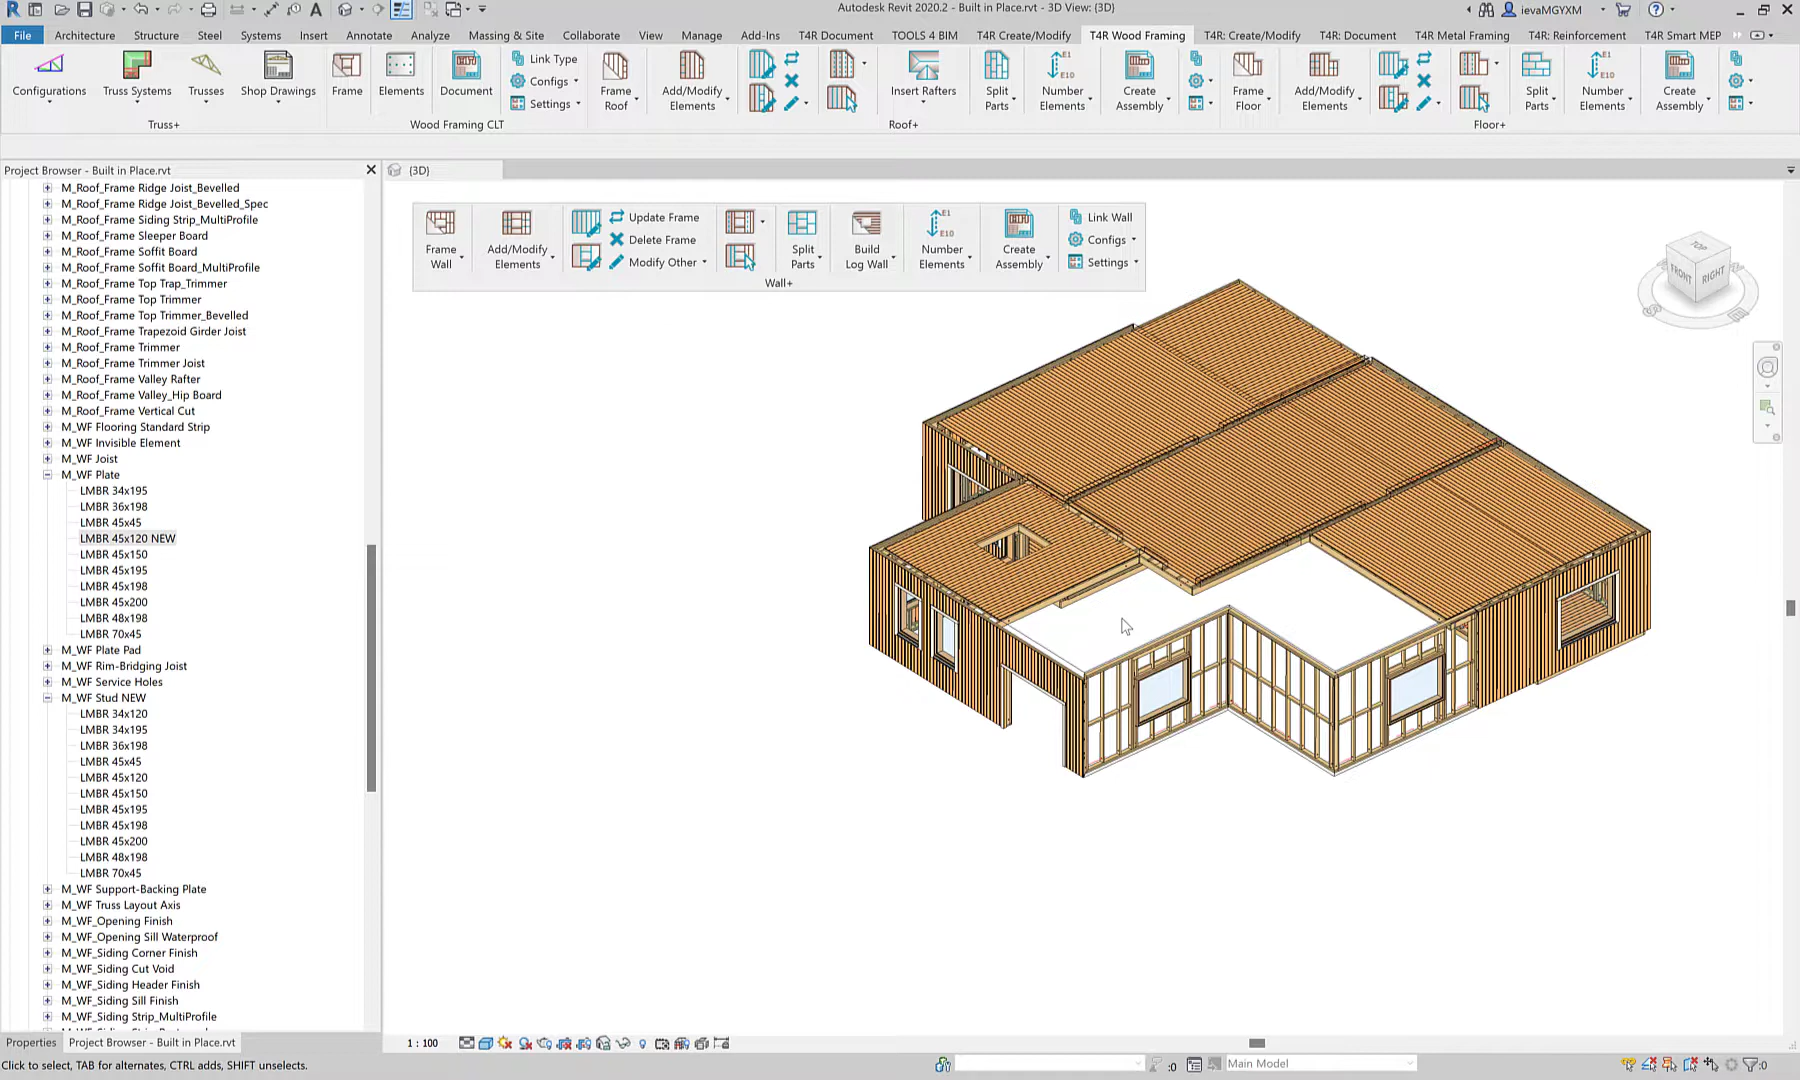 Autodesk Revit 2020.2 - Built in Place.rvt - 3D View: {3D}
ievaMGYXM
File Architecture Structure Steel Systems Insert Annotate Analyze Massing & Site Collaborate View Manage Add-Ins T4R Document TOOLS 4 BIM T4R Create/Modify T4R Wood Framing T4R: Create/Modify T4R: Document T4R Metal Framing T4R: Reinforcement T4R Smart MEP
Configurations Truss Systems Trusses Shop Drawings Frame Elements Document
Link Type
Configs
Settings
Frame Roof
Add/Modify Elements
Insert Rafters
Split Parts
Number Elements
Create Assembly
Frame Floor
Add/Modify Elements
Split Parts
Number Elements
Create Assembly
Truss+ Wood Framing CLT Roof+ Floor+
Project Browser - Built in Place.rvt
{3D}
M_Roof_Frame Ridge Joist_Bevelled
M_Roof_Frame Ridge Joist_Bevelled_Spec
M_Roof_Frame Siding Strip_MultiProfile
M_Roof_Frame Sleeper Board
M_Roof_Frame Soffit Board
M_Roof_Frame Soffit Board_MultiProfile
M_Roof_Frame Top Trap_Trimmer
M_Roof_Frame Top Trimmer
M_Roof_Frame Top Trimmer_Bevelled
M_Roof_Frame Trapezoid Girder Joist
M_Roof_Frame Trimmer
M_Roof_Frame Trimmer Joist
M_Roof_Frame Valley Rafter
M_Roof_Frame Valley_Hip Board
M_Roof_Frame Vertical Cut
M_WF Flooring Standard Strip
M_WF Invisible Element
M_WF Joist
M_WF Plate
LMBR 34x195
LMBR 36x198
LMBR 45x45
LMBR 45x120 NEW
LMBR 45x150
LMBR 45x195
LMBR 45x198
LMBR 45x200
LMBR 48x198
LMBR 70x45
M_WF Plate Pad
M_WF Rim-Bridging Joist
M_WF Service Holes
M_WF Stud NEW
LMBR 34x120
LMBR 34x195
LMBR 36x198
LMBR 45x45
LMBR 45x120
LMBR 45x150
LMBR 45x195
LMBR 45x198
LMBR 45x200
LMBR 48x198
LMBR 70x45
M_WF Support-Backing Plate
M_WF Truss Layout Axis
M_WF_Opening Finish
M_WF_Opening Sill Waterproof
M_WF_Siding Corner Finish
M_WF_Siding Cut Void
M_WF_Siding Header Finish
M_WF_Siding Sill Finish
M_WF_Siding Strip_MultiProfile
Frame Wall
Add/Modify Elements
Update Frame
Delete Frame
Modify Other
Split Parts
Build Log Wall
E1
E10
Number Elements
Create Assembly
Link Wall
Configs
Settings
Wall+
TOP
FRONT
RIGHT
Properties Project Browser - Built in Place.rvt
1 : 100
Click to select, TAB for alternates, CTRL adds, SHIFT unselects.
:0
Main Model
:0